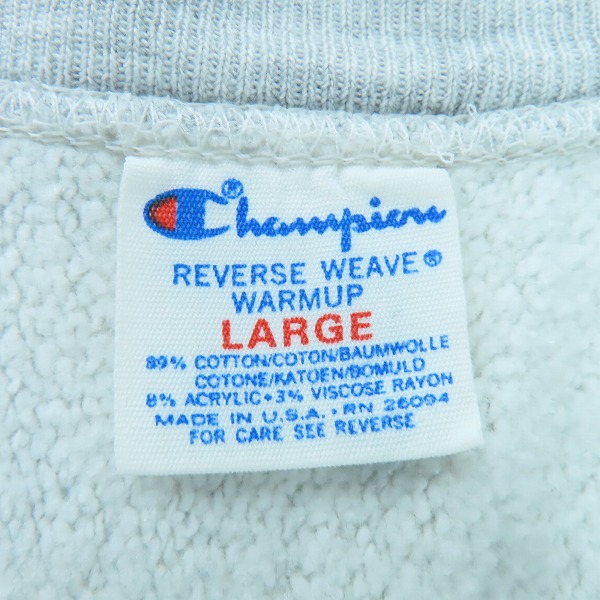 Champion®
REVERSE WEAVE®
WARMUP
LARGE
89% COTTON/COTON/BAUMWOLLE
COTONE/KATOEN/BOMULD
8% ACRYLIC•3% VISCOSE RAYON
MADE IN U.S.A.•RN 26094
FOR CARE SEE REVERSE